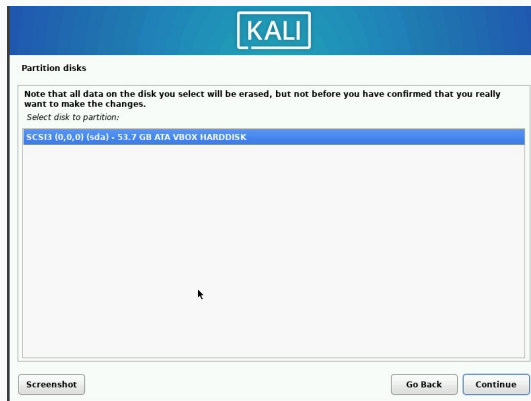 KALI
Partition disks
Note that all data on the disk you select will be erased, but not before you have confirmed that you really
want to make the changes.
Select disk to partition:
SCSI3 (0,0,0) (sda) - 53.7 GB ATA VBOX HARDDISK
Screenshot
Go Back
Continue